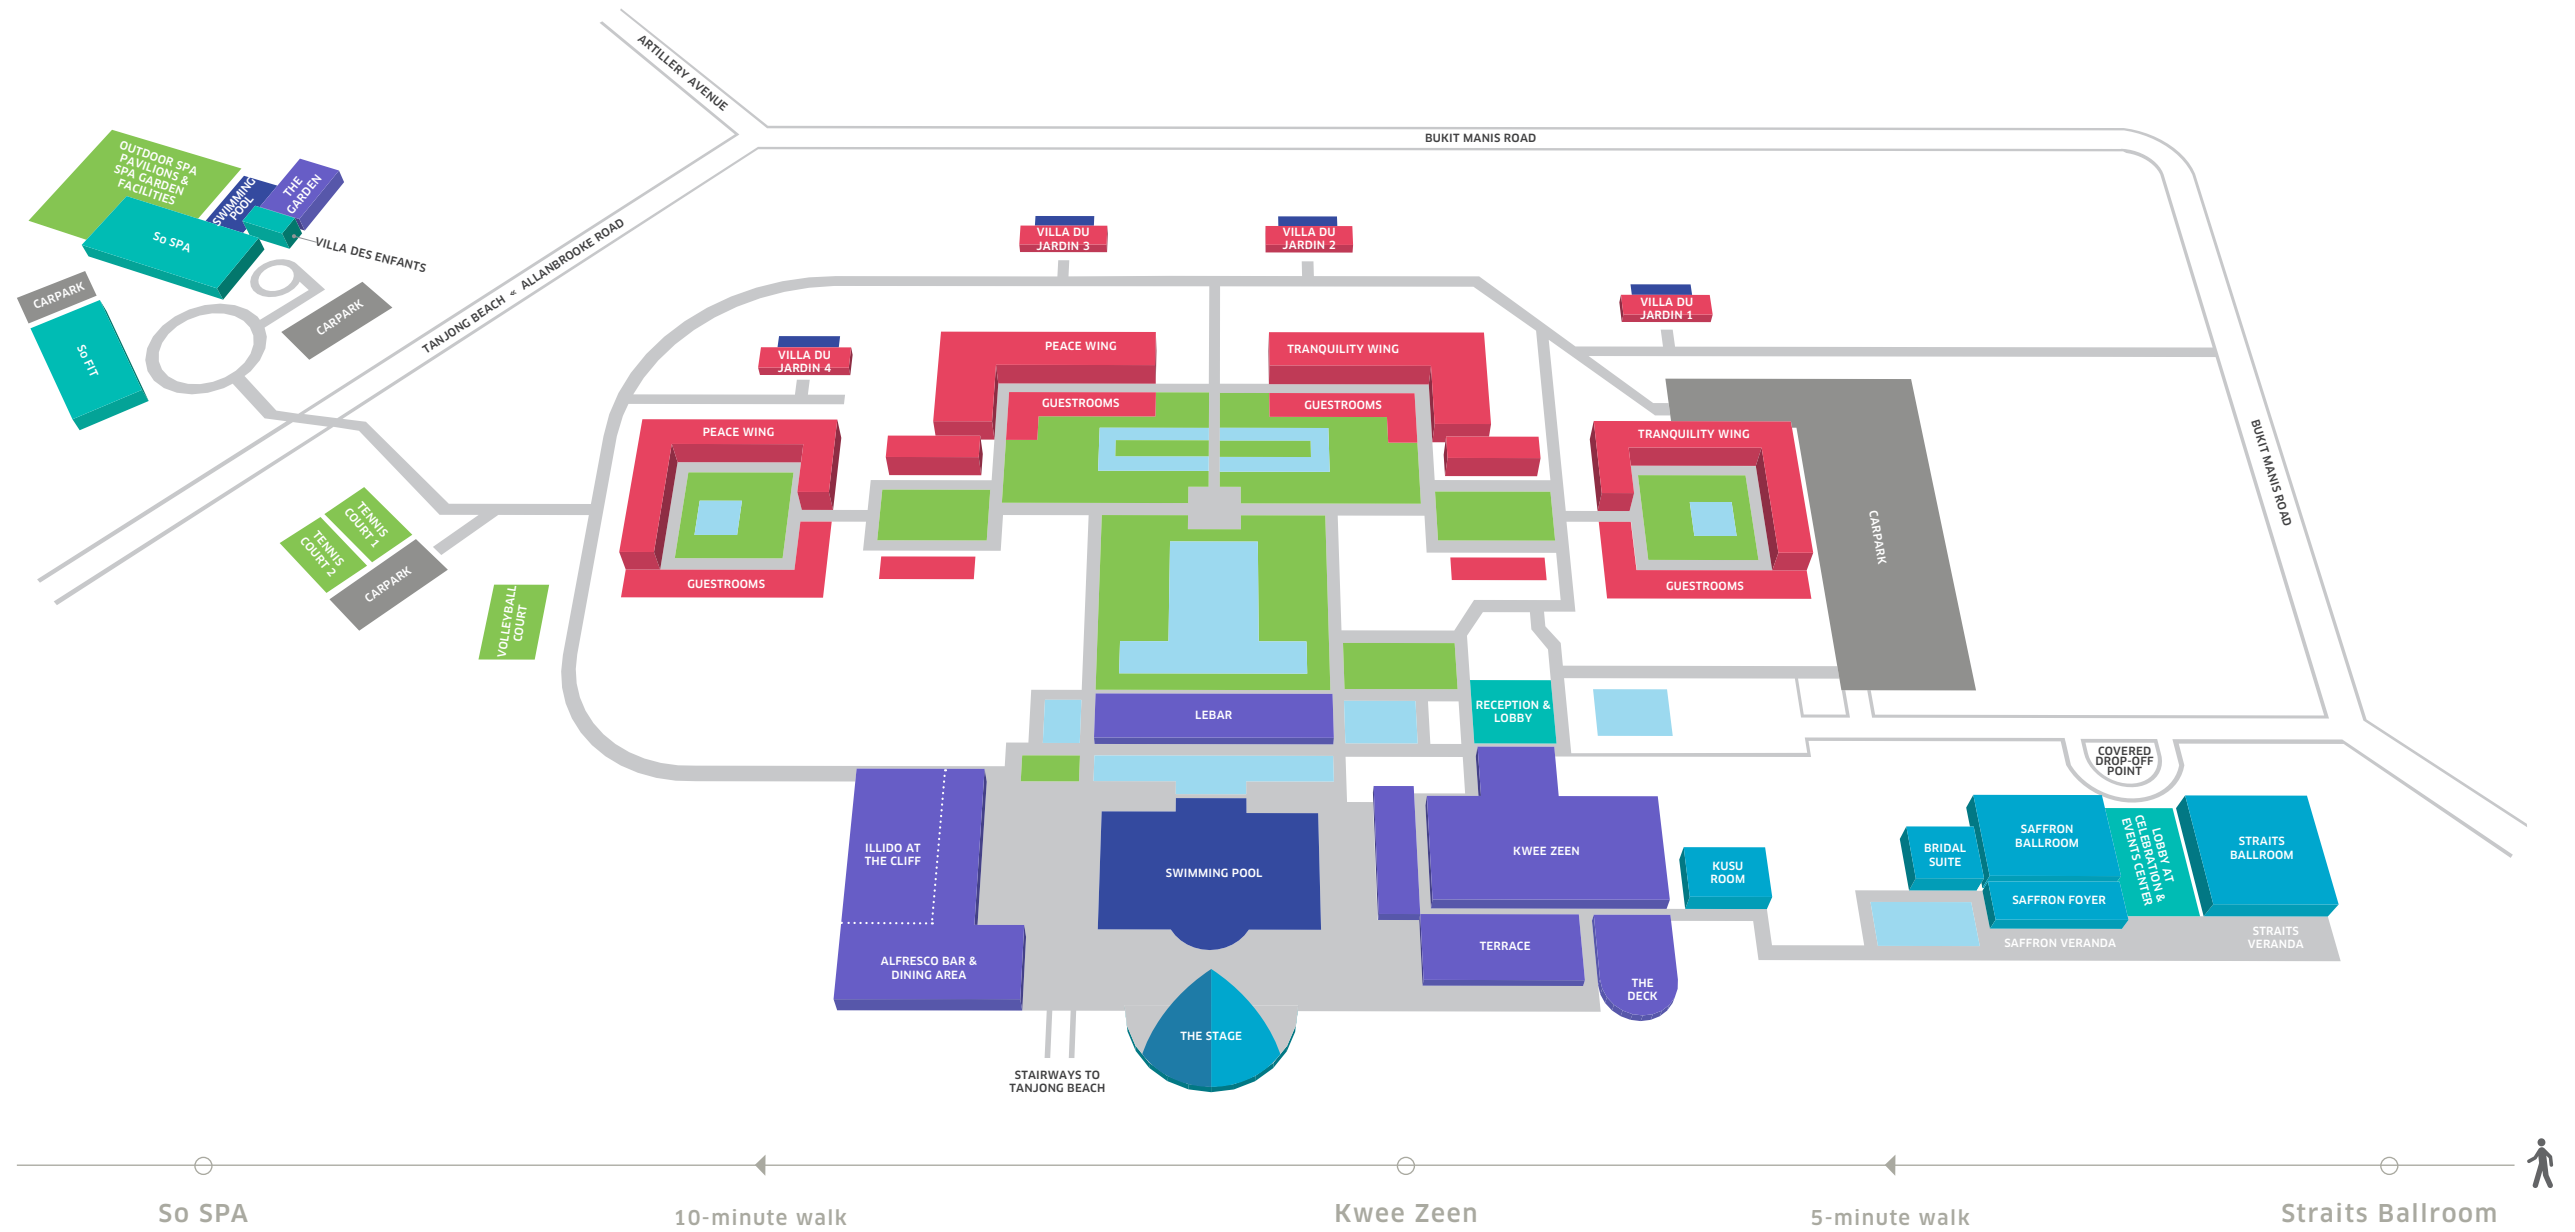 ARTILLERY AVENUE
BUKIT MANIS ROAD
OUTDOOR SPA
PAVILIONS &
SPA GARDEN
FACILITIES
SWIMMING
POOL
THE
GARDEN
So SPA
VILLA DES ENFANTS
CARPARK
So FIT
CARPARK
TANJONG BEACH « ALLANBROOKE ROAD
VILLA DU
JARDIN 3
VILLA DU
JARDIN 2
VILLA DU
JARDIN 1
VILLA DU
JARDIN 4
PEACE WING
TRANQUILITY WING
GUESTROOMS
GUESTROOMS
PEACE WING
TRANQUILITY WING
GUESTROOMS
GUESTROOMS
CARPARK
BUKIT MANIS ROAD
TENNIS
COURT 1
TENNIS
COURT 2
CARPARK
VOLLEYBALL
COURT
LEBAR
RECEPTION &
LOBBY
COVERED
DROP-OFF
POINT
ILLIDO AT
THE CLIFF
ALFRESCO BAR &
DINING AREA
SWIMMING POOL
KWEE ZEEN
KUSU
ROOM
TERRACE
THE
DECK
BRIDAL
SUITE
SAFFRON
BALLROOM
SAFFRON FOYER
LOBBY AT
CELEBRATION &
EVENTS CENTER
STRAITS
BALLROOM
SAFFRON VERANDA
STRAITS
VERANDA
THE STAGE
STAIRWAYS TO
TANJONG BEACH
So SPA
10-minute walk
Kwee Zeen
5-minute walk
Straits Ballroom